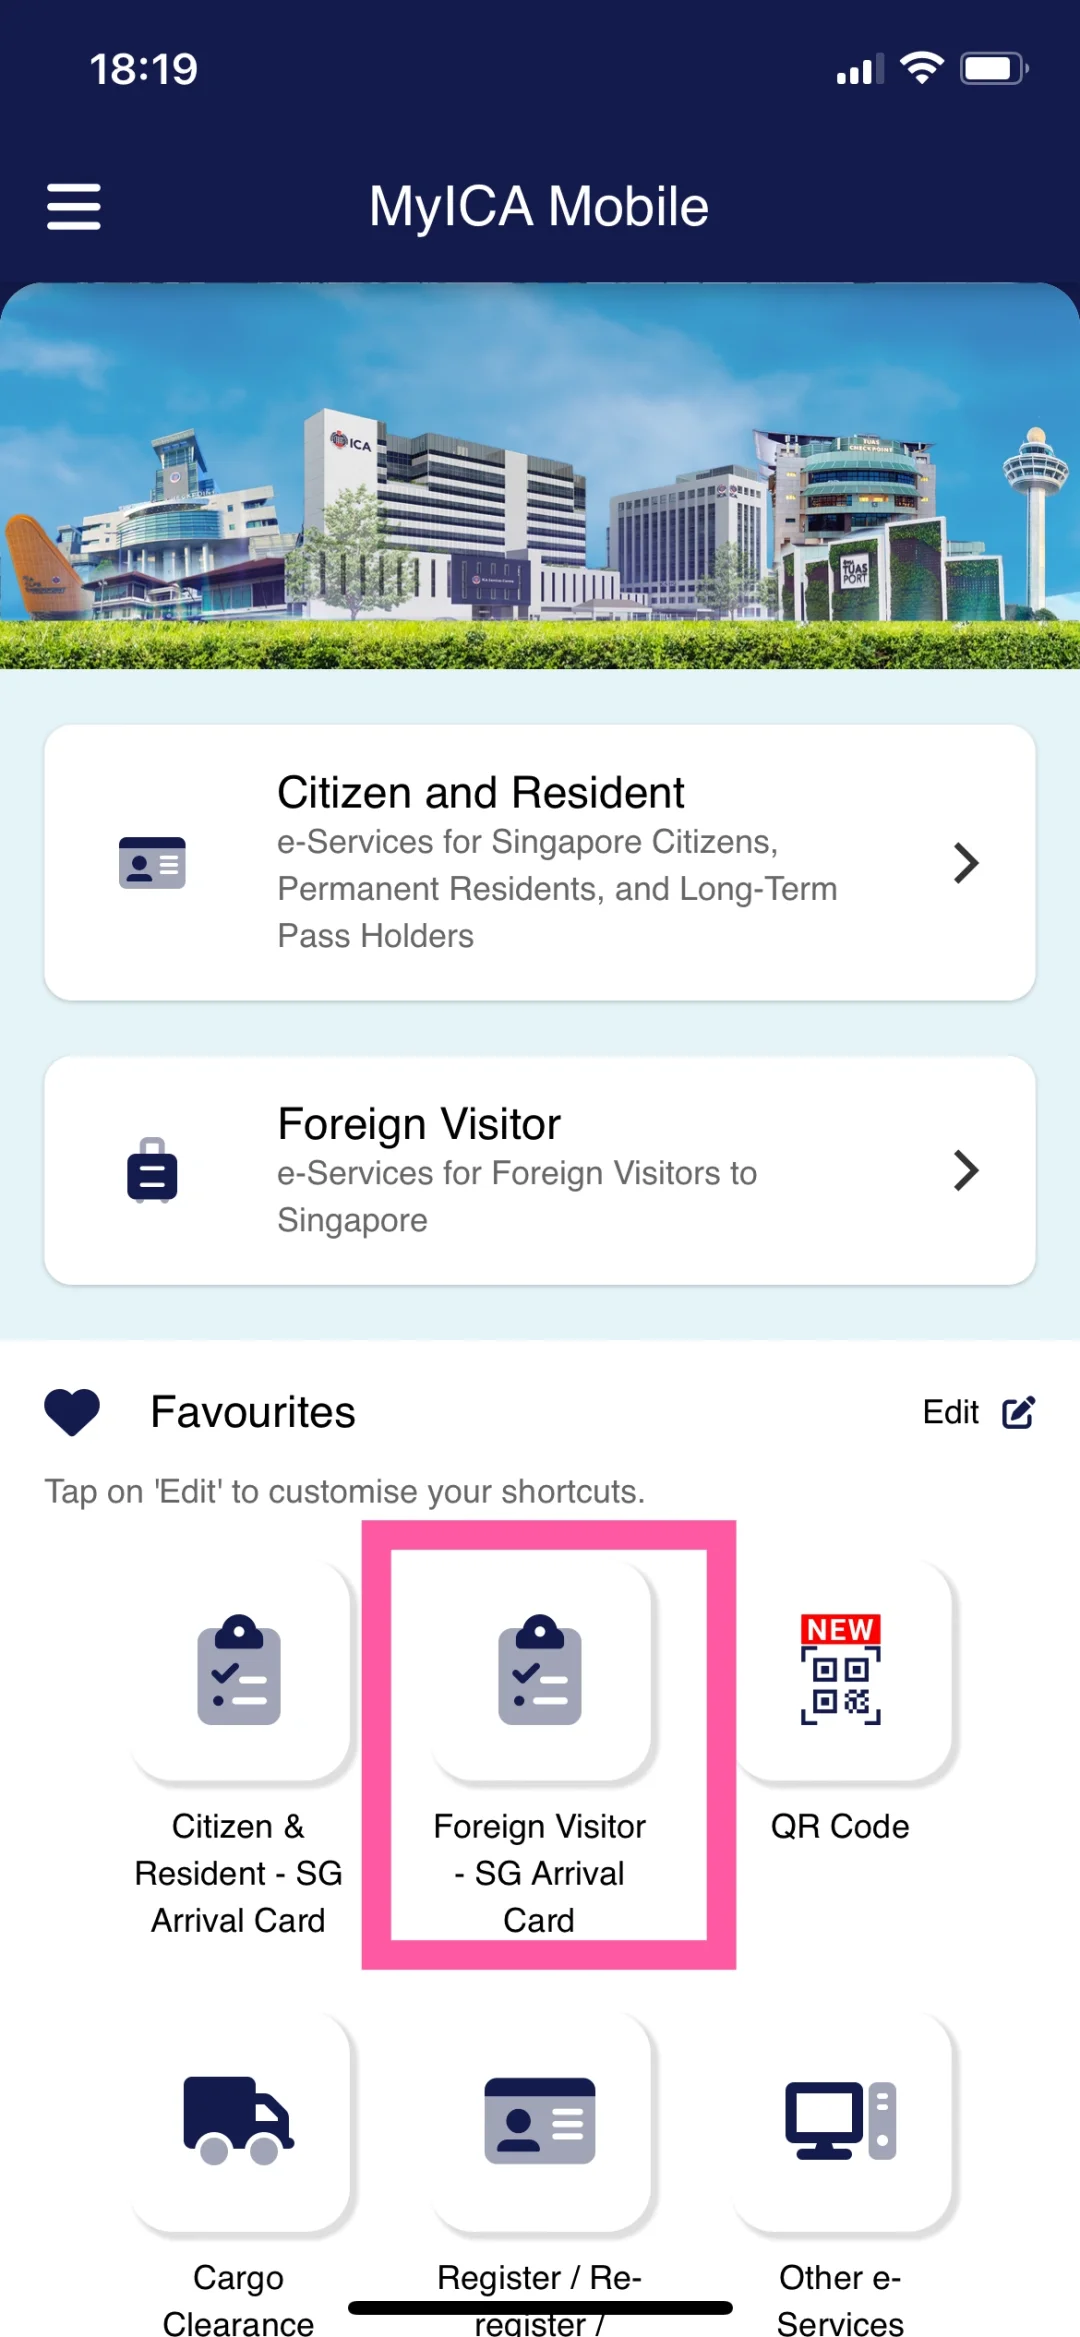 18:19
MyICA Mobile
ICA
TUAS
CHECKPOINT
TUAS
PORT
Citizen and Resident
e-Services for Singapore Citizens,
Permanent Residents, and Long-Term
Pass Holders
Foreign Visitor
e-Services for Foreign Visitors to
Singapore
Favourites
Edit
Tap on 'Edit' to customise your shortcuts.
NEW
Citizen &
Resident - SG
Arrival Card
Foreign Visitor
- SG Arrival
Card
QR Code
Cargo
Clearance
Register / Re-
register /
Other e-
Services